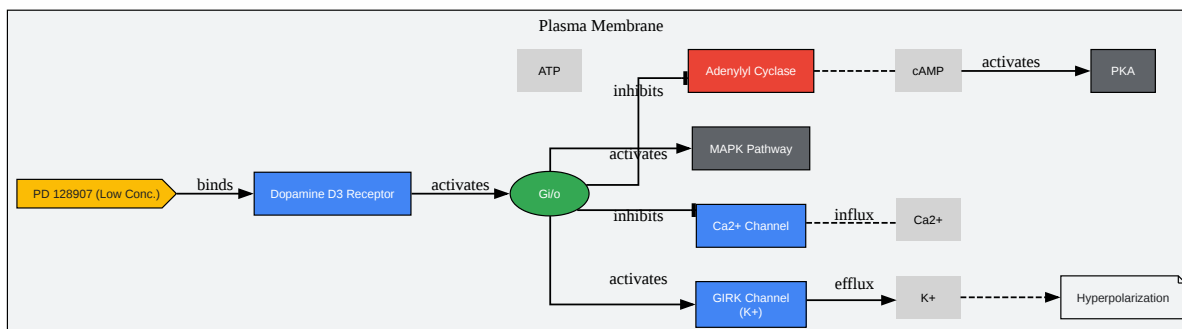 Plasma Membrane
ATP
Adenylyl Cyclase
cAMP
activates
PKA
inhibits
MAPK Pathway
activates
PD 128907 (Low Conc.)
binds
Dopamine D3 Receptor
activates
Gi/o
inhibits
Ca2+ Channel
influx
Ca2+
activates
GIRK Channel
(K+)
efflux
K+
Hyperpolarization